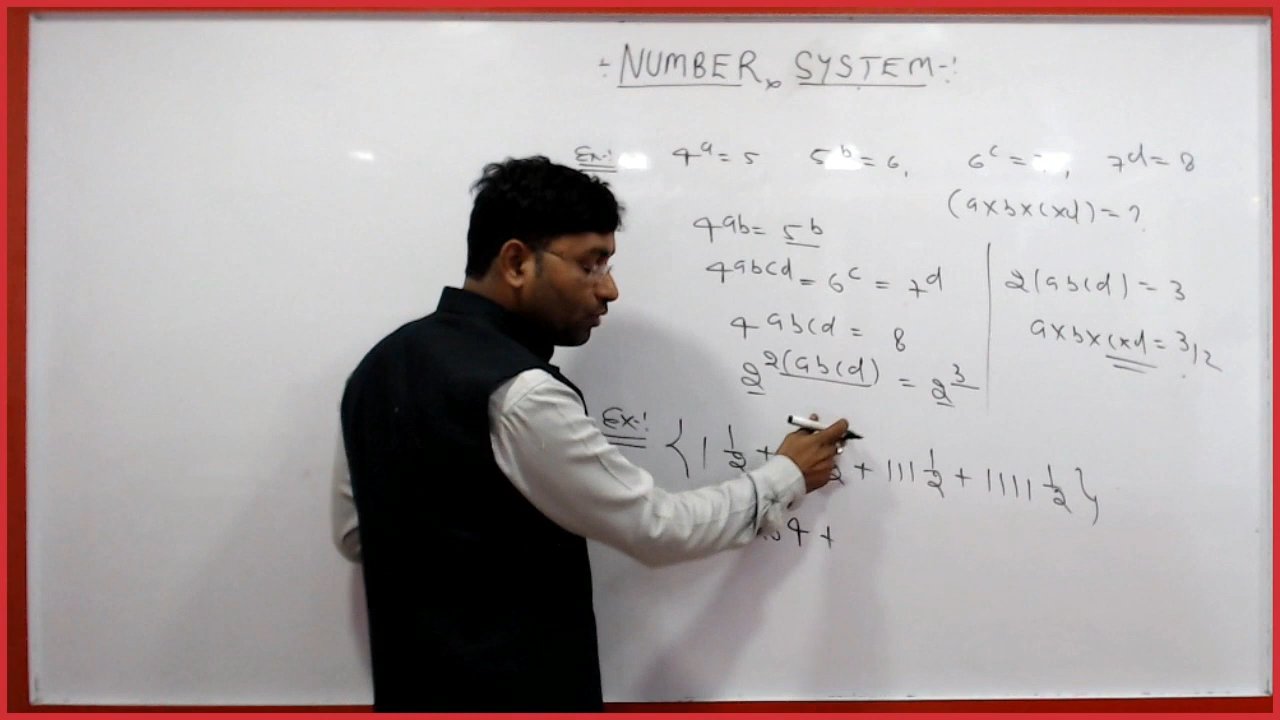 ÷ NUMBER SYSTEM -:
Ex-: 4^a = 5 5^b = 6, 6^c = , 7^d = 8
(a×b×c×d) = ?
4^ab = 5^b
4^abcd = 6^c = 7^d
4^abcd = 8
2^2(abcd) = 2^3
2(abcd) = 3
a×b×c×d = 3/2
Ex-: { 1 1/2 + 2 + 111 1/2 + 1111 1/2 }
4 +